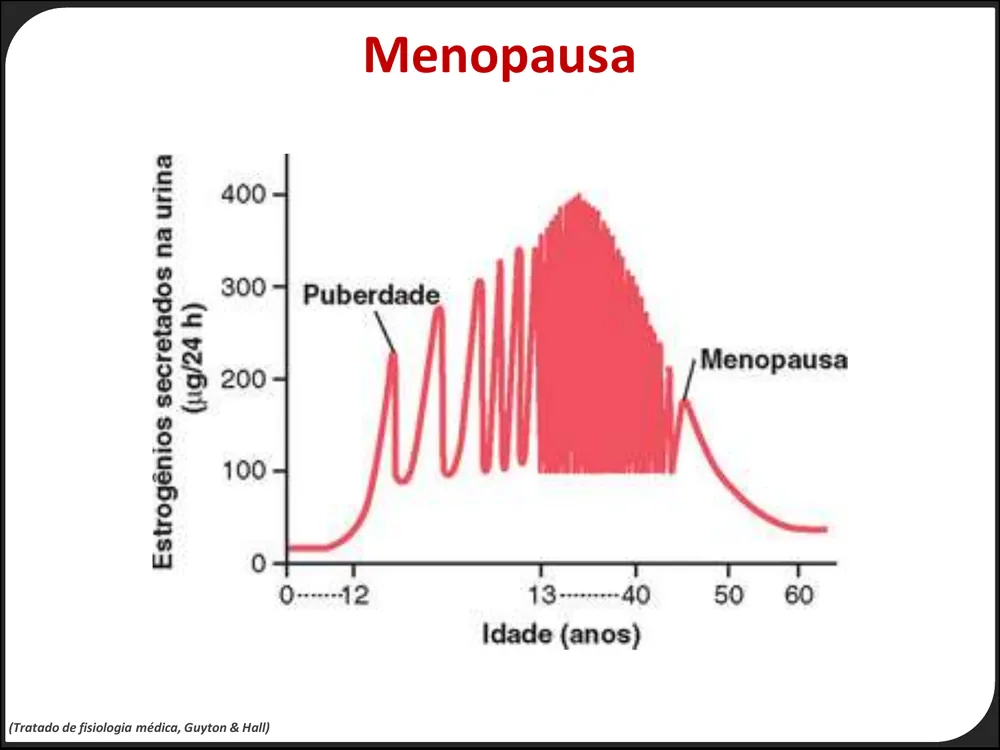 Menopausa
Estrogênios secretados na urina
(µg/24 h)
400
300
200
100
0
Puberdade
Menopausa
0·······12
13·········40
50
60
Idade (anos)
(Tratado de fisiologia médica, Guyton & Hall)